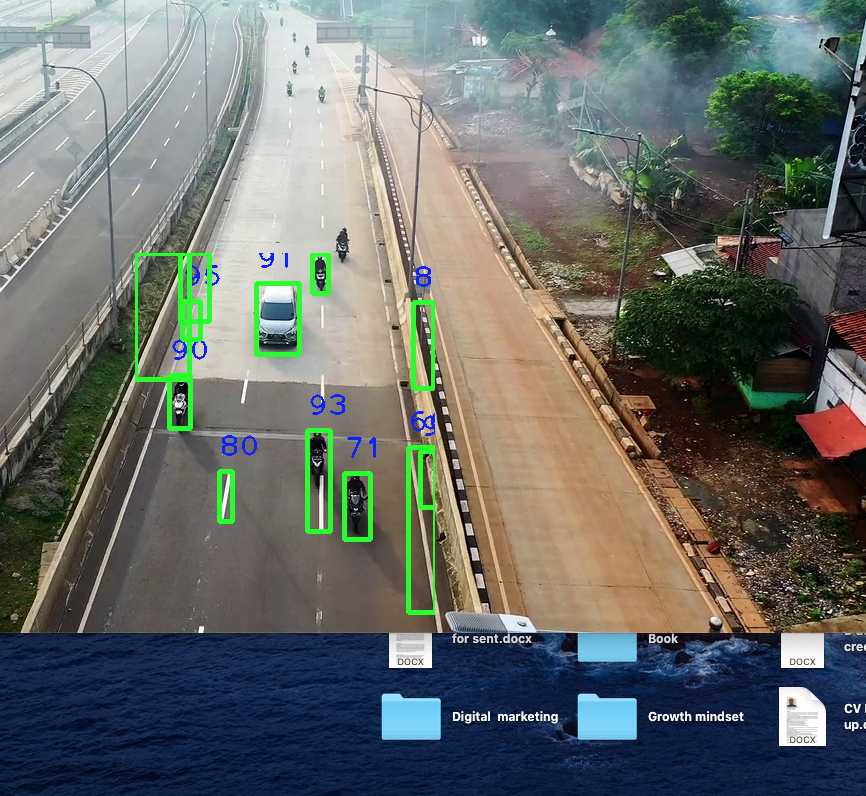 91
95
8
90
93
69
80
71
for sent.docx
Book
DOCX
DOCX
Digital marketing
Growth mindset
DOCX